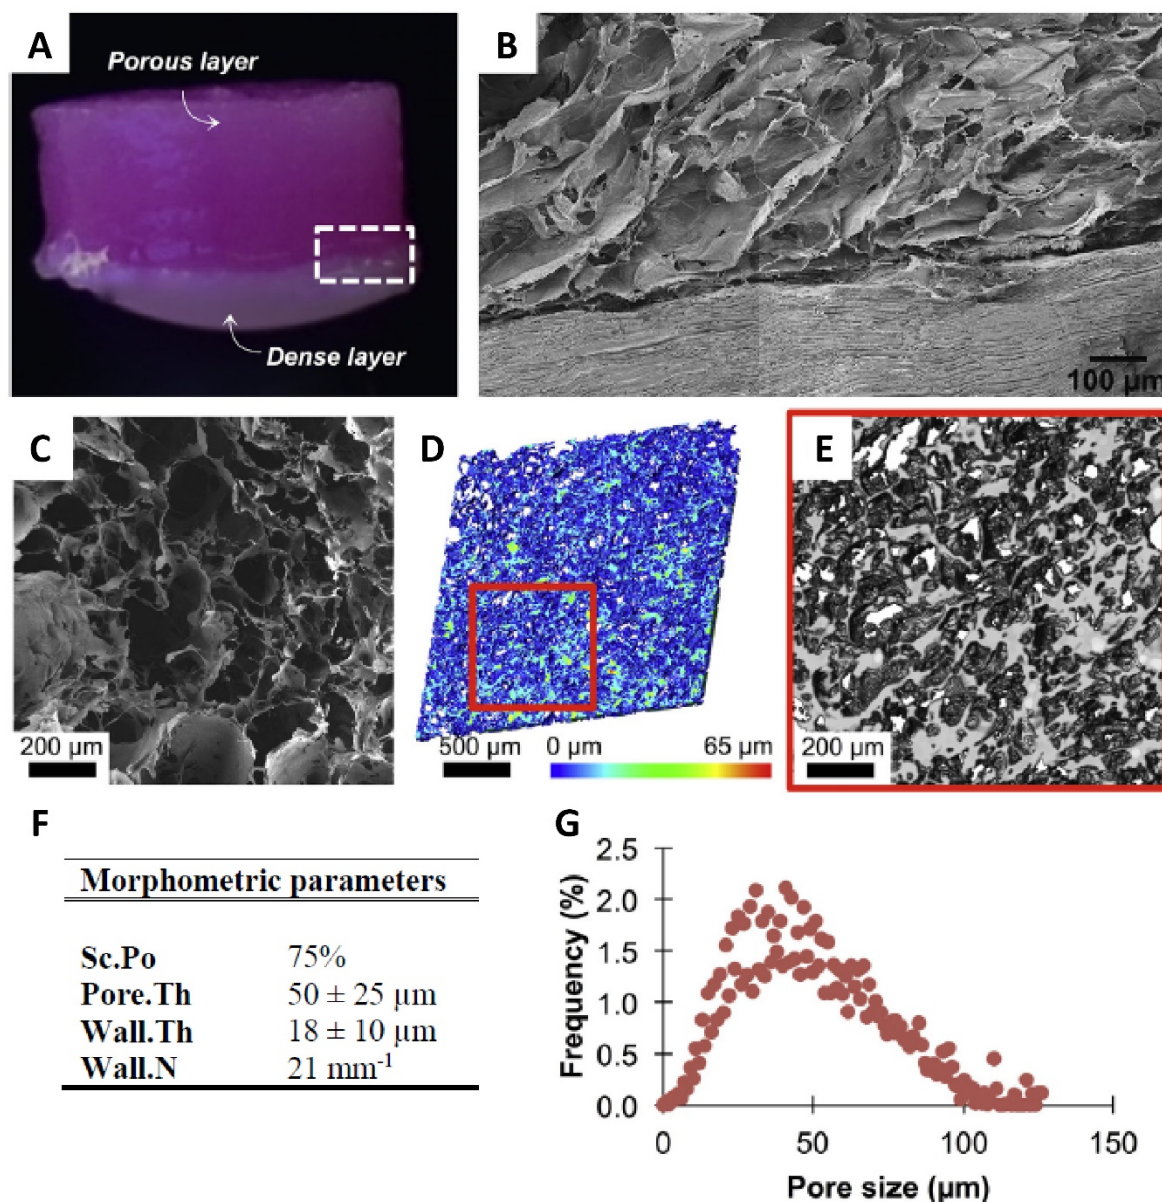 A
Porous layer
Dense layer
B
100 µm
C
200 µm
D
500 µm 0 µm 65 µm
E
200 µm
F
Morphometric parameters
Sc.Po 75%
Pore.Th 50 ± 25 µm
Wall.Th 18 ± 10 µm
Wall.N 21 mm-1
G
Frequency (%)
2.5
2.0
1.5
1.0
0.5
0.0
0 50 100 150
Pore size (µm)